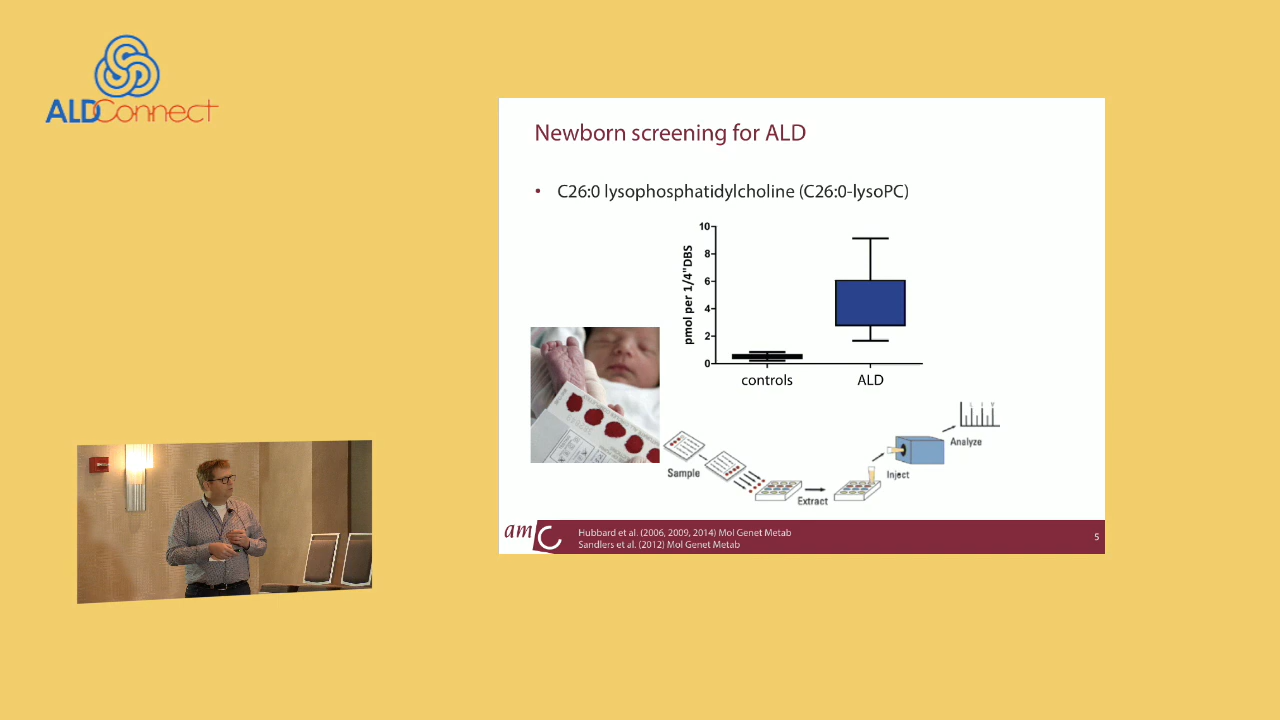 ALDConnect
Newborn screening for ALD
• C26:0 lysophosphatidylcholine (C26:0-lysoPC)
10
8
6
4
2
0
pmol per 1/4"DBS
controls
ALD
Sample
Extract
Inject
Analyze
amc
Hubbard et al. (2006, 2009, 2014) Mol Genet Metab
Sandlers et al. (2012) Mol Genet Metab
5